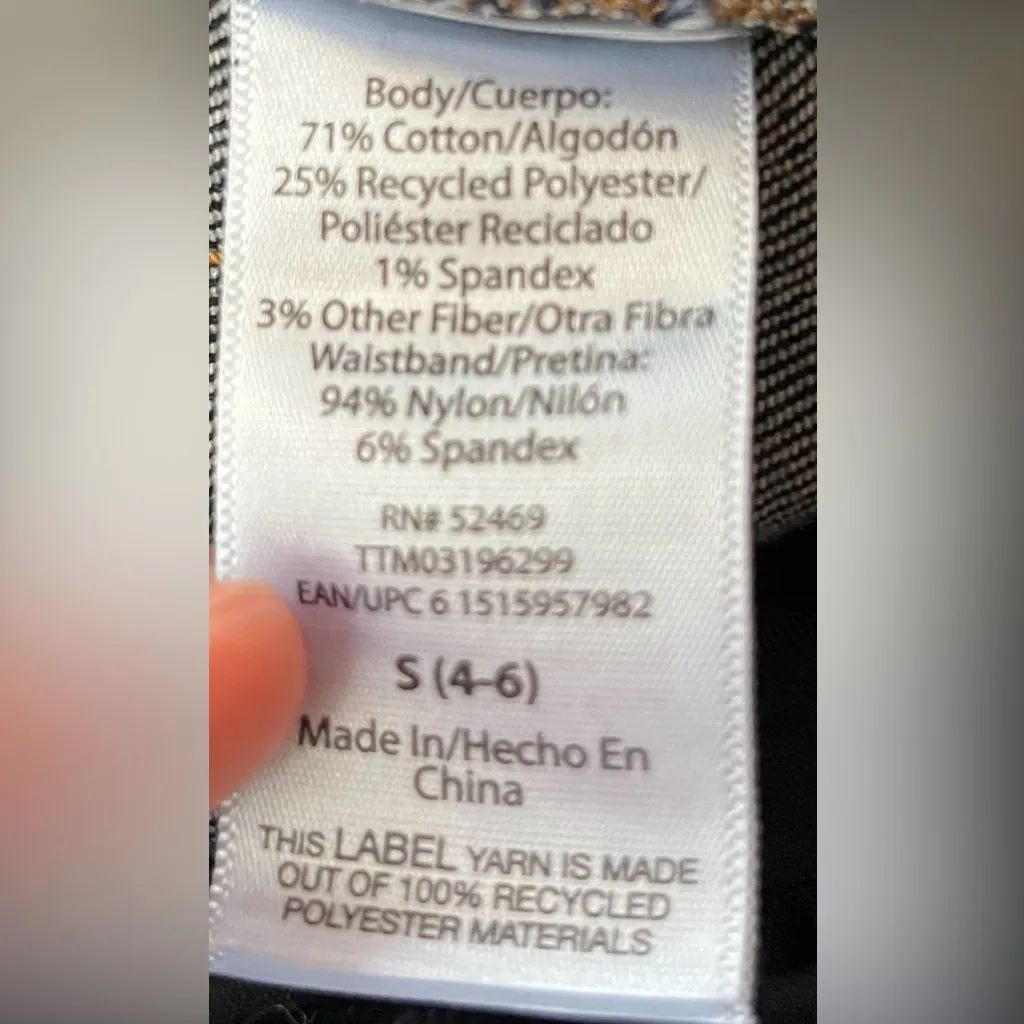 Body/Cuerpo:
71% Cotton/Algodón
25% Recycled Polyester/
Poliéster Reciclado
1% Spandex
3% Other Fiber/Otra Fibra
Waistband/Pretina:
94% Nylon/Nilón
6% Spandex
RN# 52469
TTM03196299
EAN/UPC 6 1515957982
S (4-6)
Made In/Hecho En
China
THIS LABEL YARN IS MADE
OUT OF 100% RECYCLED
POLYESTER MATERIALS